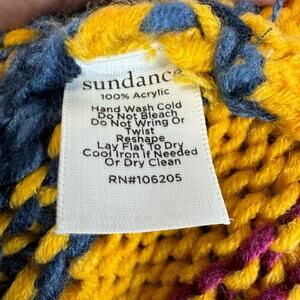 sundance
100% Acrylic
Hand Wash Cold
Do Not Bleach
Do Not Wring Or
Twist
Reshape
Lay Flat To Dry
Cool Iron If Needed
Or Dry Clean
RN#106205